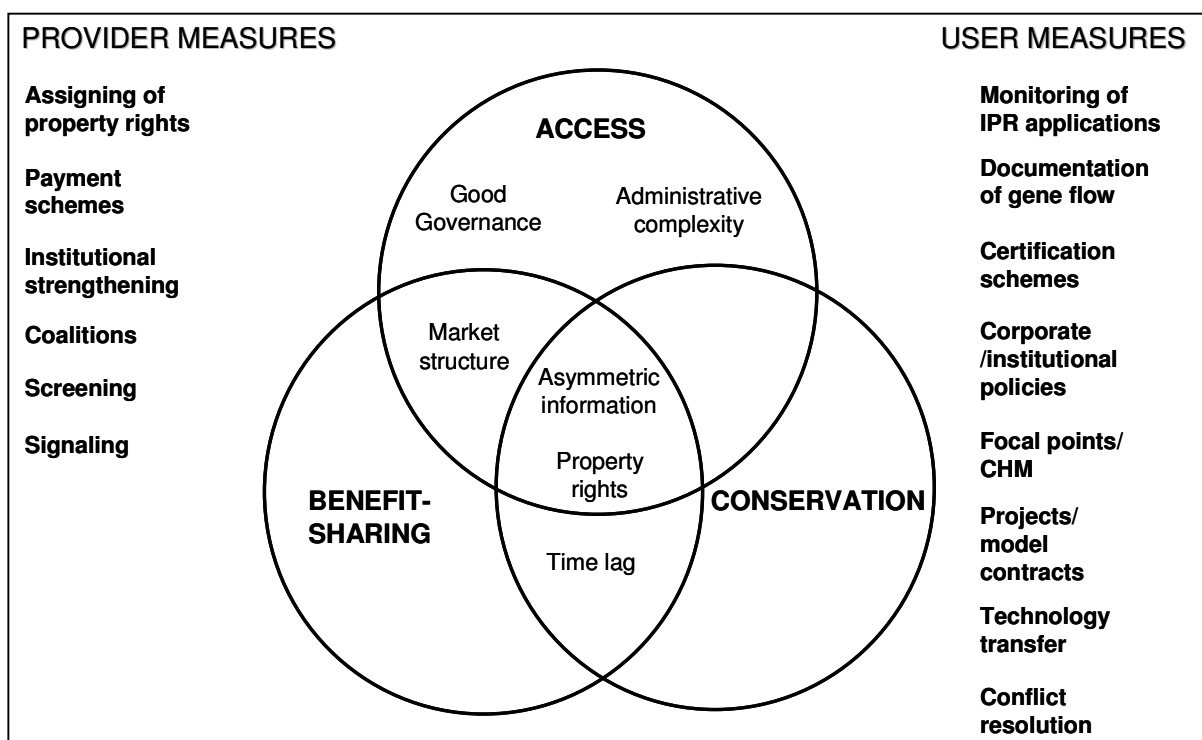 PROVIDER MEASURES
Assigning of
property rights
Payment
schemes
Institutional
strengthening
Coalitions
Screening
Signaling
ACCESS
Good
Governance
Administrative
complexity
Market
structure
Asymmetric
information
Property
rights
BENEFIT-
SHARING
CONSERVATION
Time lag
USER MEASURES
Monitoring of
IPR applications
Documentation
of gene flow
Certification
schemes
Corporate
/institutional
policies
Focal points/
CHM
Projects/
model
contracts
Technology
transfer
Conflict
resolution